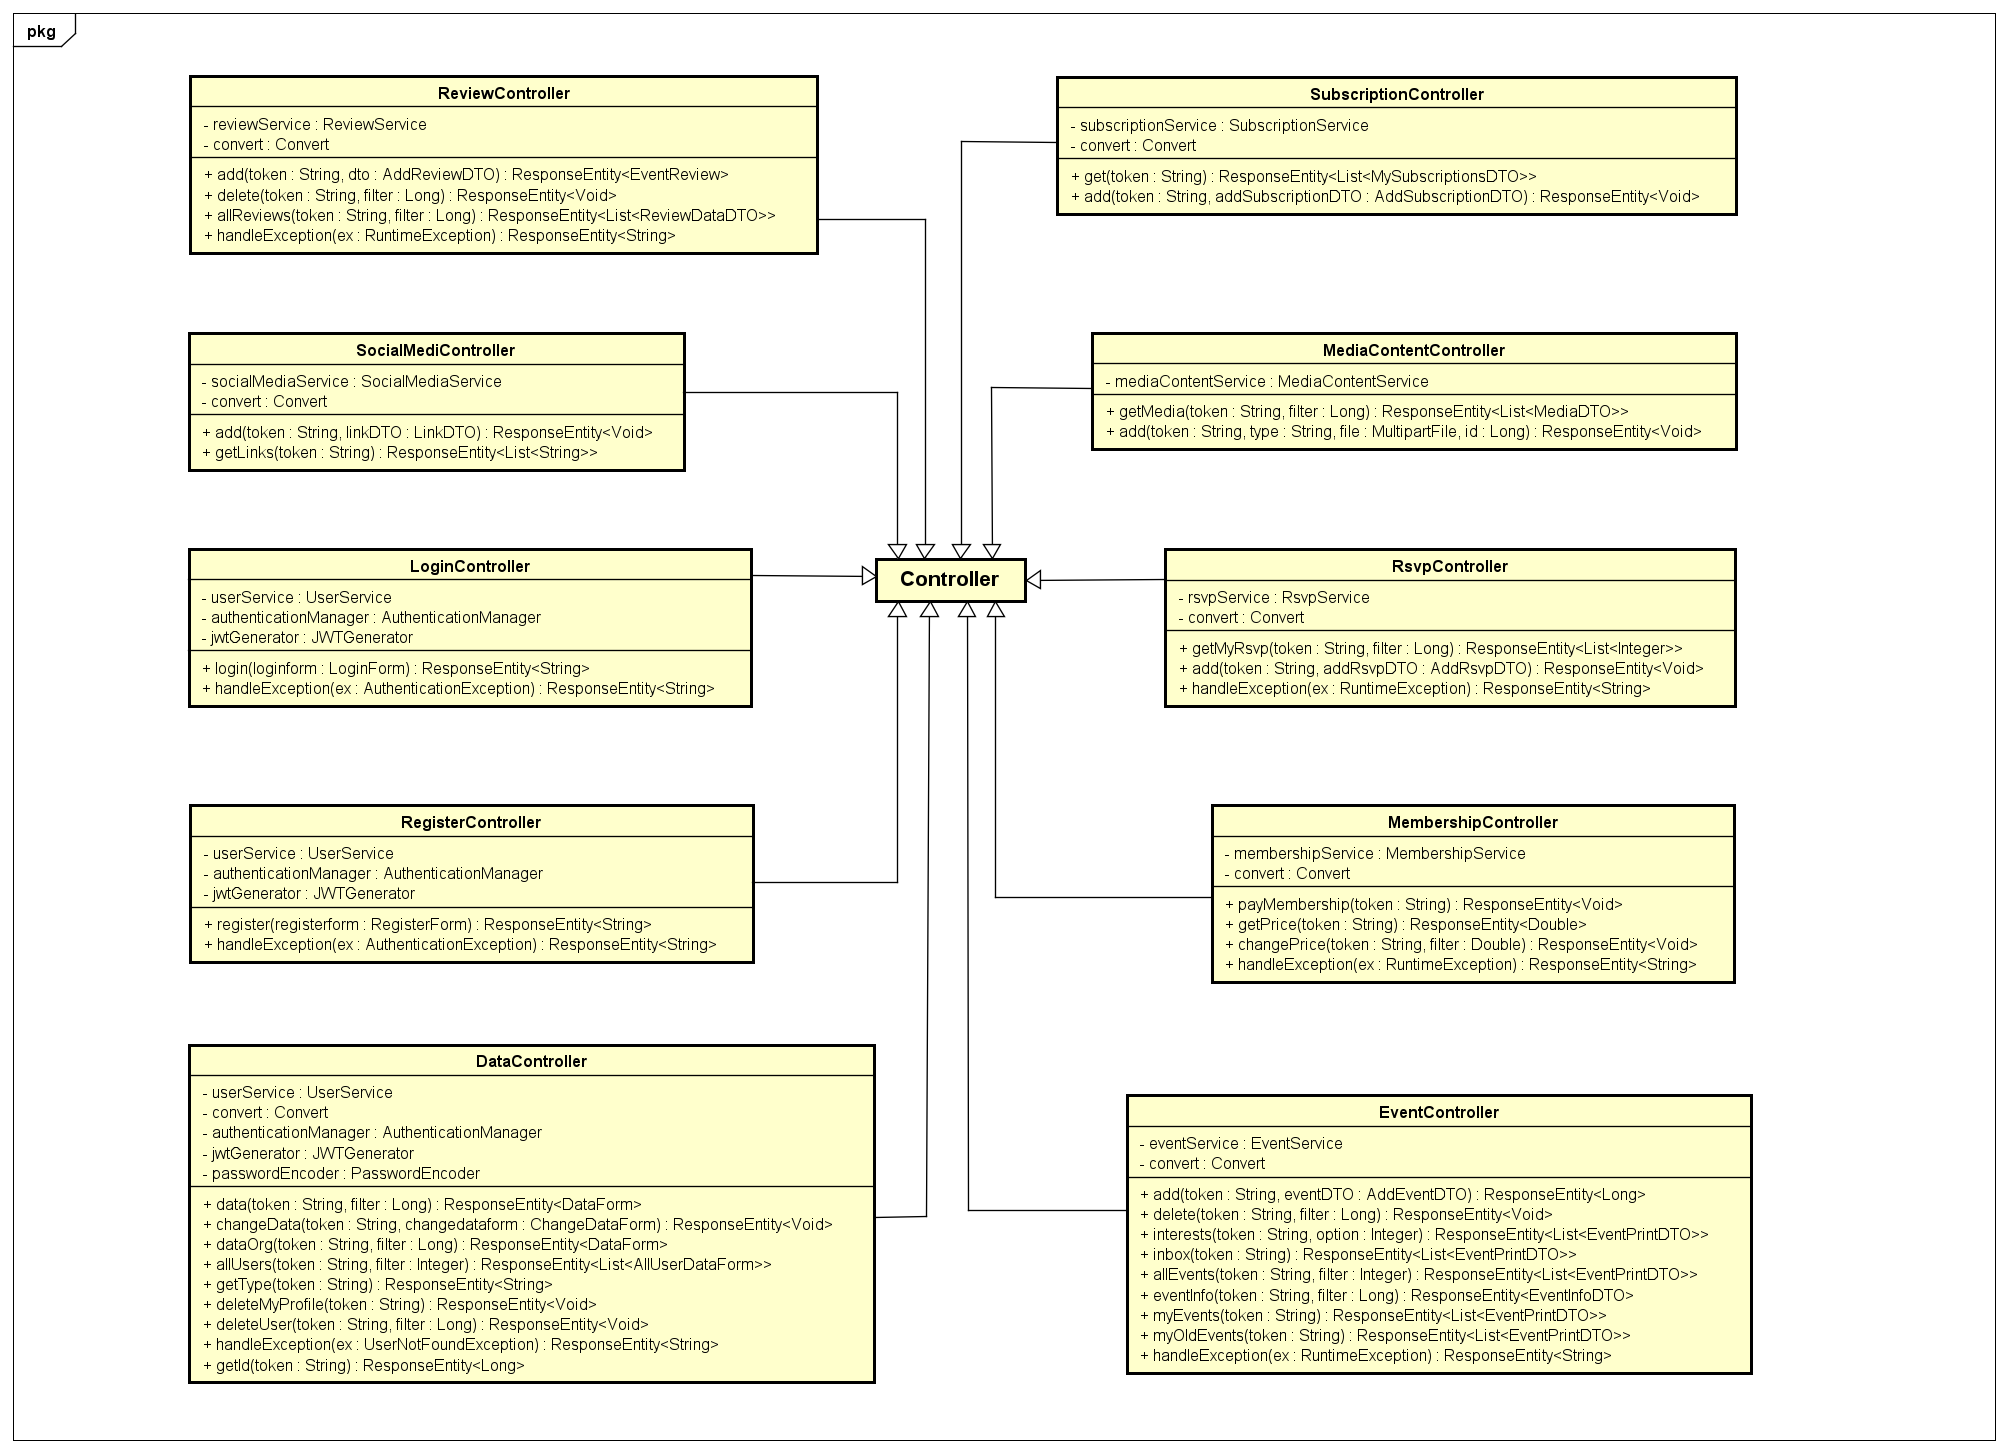 pkg
ReviewController
- reviewService : ReviewService
- convert : Convert
+ add(token : String, dto : AddReviewDTO) : ResponseEntity<EventReview>
+ delete(token : String, filter : Long) : ResponseEntity<Void>
+ allReviews(token : String, filter : Long) : ResponseEntity<List<ReviewDataDTO>>
+ handleException(ex : RuntimeException) : ResponseEntity<String>
SubscriptionController
- subscriptionService : SubscriptionService
- convert : Convert
+ get(token : String) : ResponseEntity<List<MySubscriptionsDTO>>
+ add(token : String, addSubscriptionDTO : AddSubscriptionDTO) : ResponseEntity<Void>
SocialMediController
- socialMediaService : SocialMediaService
- convert : Convert
+ add(token : String, linkDTO : LinkDTO) : ResponseEntity<Void>
+ getLinks(token : String) : ResponseEntity<List<String>>
MediaContentController
- mediaContentService : MediaContentService
+ getMedia(token : String, filter : Long) : ResponseEntity<List<MediaDTO>>
+ add(token : String, type : String, file : MultipartFile, id : Long) : ResponseEntity<Void>
LoginController
- userService : UserService
- authenticationManager : AuthenticationManager
- jwtGenerator : JWTGenerator
+ login(loginform : LoginForm) : ResponseEntity<String>
+ handleException(ex : AuthenticationException) : ResponseEntity<String>
Controller
RsvpController
- rsvpService : RsvpService
- convert : Convert
+ getMyRsvp(token : String, filter : Long) : ResponseEntity<List<Integer>>
+ add(token : String, addRsvpDTO : AddRsvpDTO) : ResponseEntity<Void>
+ handleException(ex : RuntimeException) : ResponseEntity<String>
RegisterController
- userService : UserService
- authenticationManager : AuthenticationManager
- jwtGenerator : JWTGenerator
+ register(registerform : RegisterForm) : ResponseEntity<String>
+ handleException(ex : AuthenticationException) : ResponseEntity<String>
MembershipController
- membershipService : MembershipService
- convert : Convert
+ payMembership(token : String) : ResponseEntity<Void>
+ getPrice(token : String) : ResponseEntity<Double>
+ changePrice(token : String, filter : Double) : ResponseEntity<Void>
+ handleException(ex : RuntimeException) : ResponseEntity<String>
DataController
- userService : UserService
- convert : Convert
- authenticationManager : AuthenticationManager
- jwtGenerator : JWTGenerator
- passwordEncoder : PasswordEncoder
+ data(token : String, filter : Long) : ResponseEntity<DataForm>
+ changeData(token : String, changedataform : ChangeDataForm) : ResponseEntity<Void>
+ dataOrg(token : String, filter : Long) : ResponseEntity<DataForm>
+ allUsers(token : String, filter : Integer) : ResponseEntity<List<AllUserDataForm>>
+ getType(token : String) : ResponseEntity<String>
+ deleteMyProfile(token : String) : ResponseEntity<Void>
+ deleteUser(token : String, filter : Long) : ResponseEntity<Void>
+ handleException(ex : UserNotFoundException) : ResponseEntity<String>
+ getId(token : String) : ResponseEntity<Long>
EventController
- eventService : EventService
- convert : Convert
+ add(token : String, eventDTO : AddEventDTO) : ResponseEntity<Long>
+ delete(token : String, filter : Long) : ResponseEntity<Void>
+ interests(token : String, option : Integer) : ResponseEntity<List<EventPrintDTO>>
+ inbox(token : String) : ResponseEntity<List<EventPrintDTO>>
+ allEvents(token : String, filter : Integer) : ResponseEntity<List<EventPrintDTO>>
+ eventInfo(token : String, filter : Long) : ResponseEntity<EventInfoDTO>
+ myEvents(token : String) : ResponseEntity<List<EventPrintDTO>>
+ myOldEvents(token : String) : ResponseEntity<List<EventPrintDTO>>
+ handleException(ex : RuntimeException) : ResponseEntity<String>